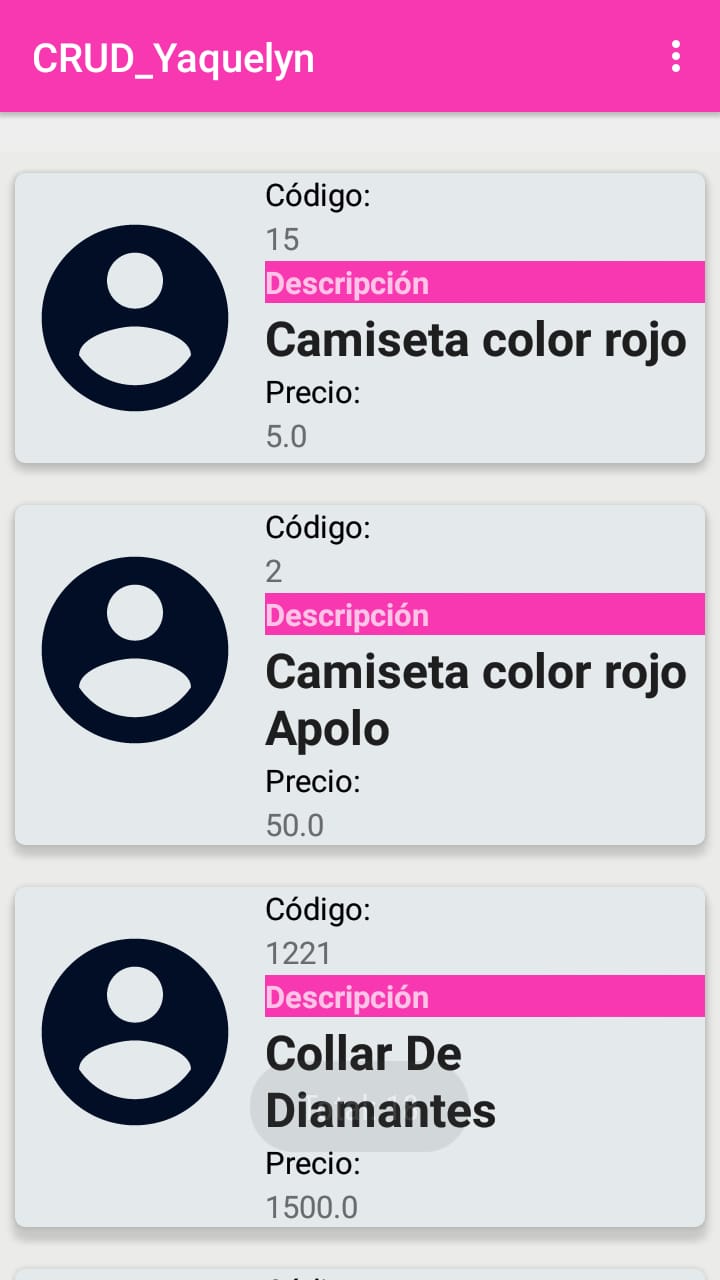 CRUD_Yaquelyn
Código:
15
Descripción
Camiseta color rojo
Precio:
5.0
Código:
2
Descripción
Camiseta color rojo
Apolo
Precio:
50.0
Código:
1221
Descripción
Collar De
Diamantes
Precio:
1500.0